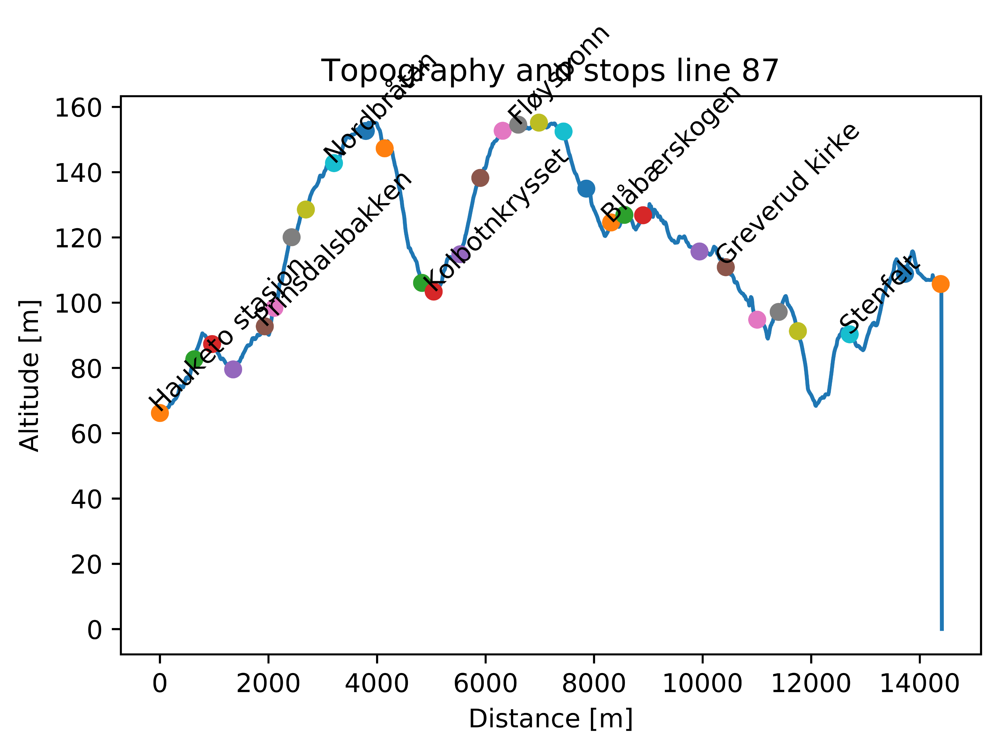 Topography and stops line 87
Altitude [m]
160
140
120
100
80
60
40
20
0
Hauketo stasjon
Prinsdalsbakken
Nordbråtan
Kolbotnkrysset
Fløysbonn
Blåbærskogen
Greverud kirke
Stenfelt
0 2000 4000 6000 8000 10000 12000 14000
Distance [m]